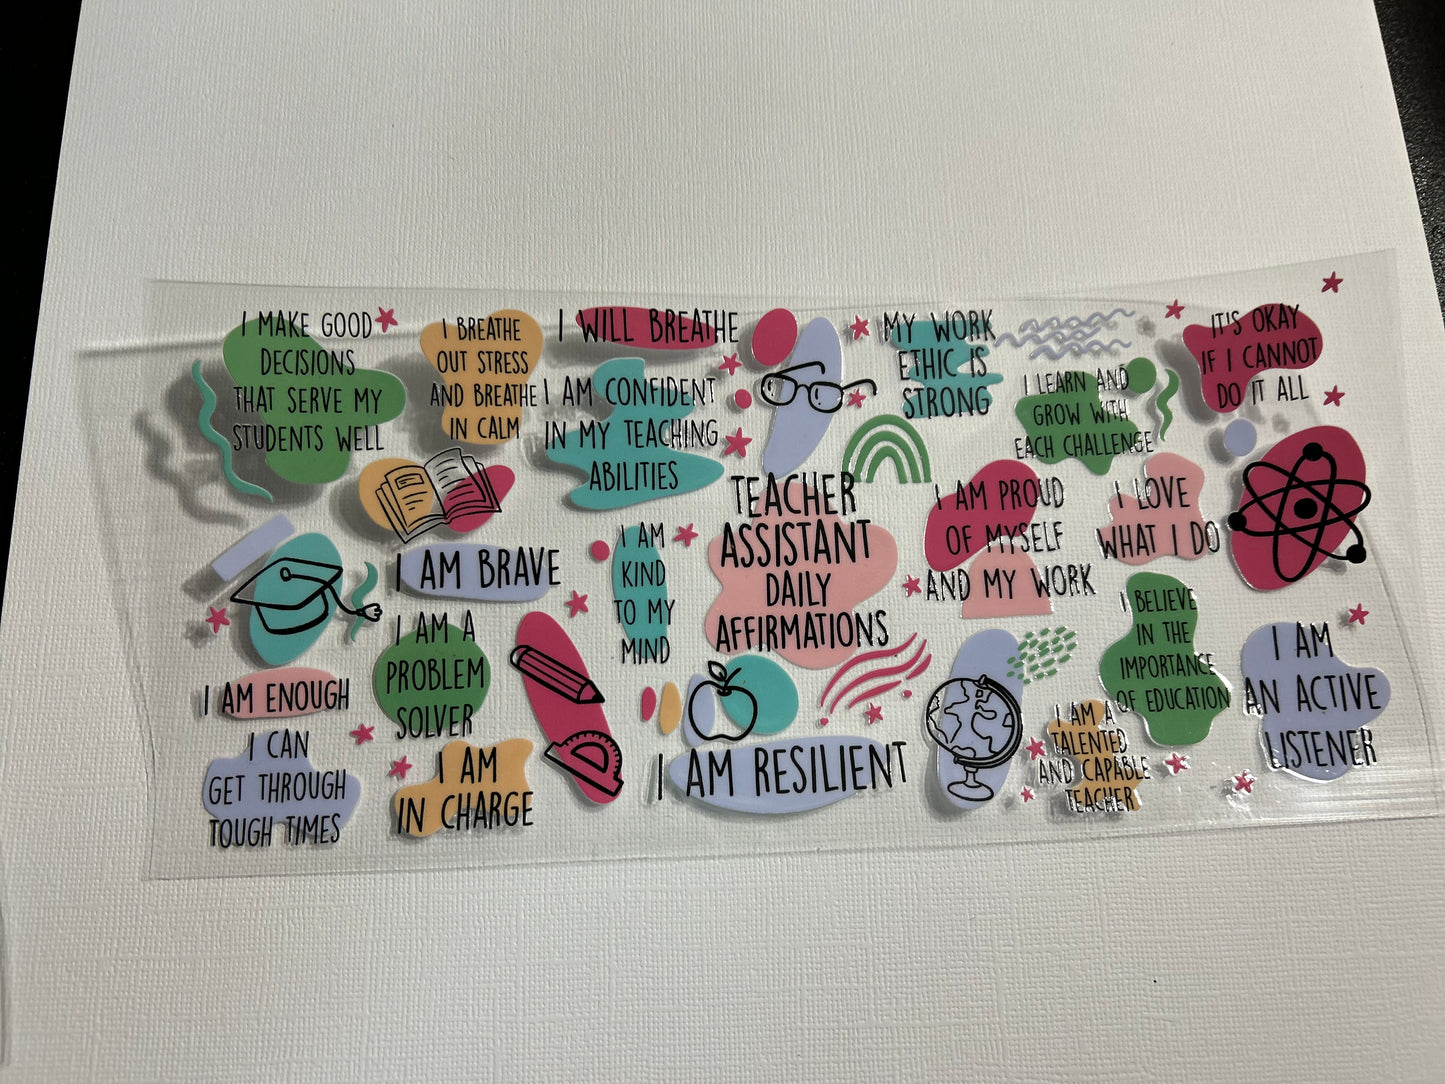 I MAKE GOOD
DECISIONS
THAT SERVE MY
STUDENTS WELL
I BREATHE
OUT STRESS
AND BREATHE
IN CALM
I WILL BREATHE
I AM CONFIDENT
IN MY TEACHING
ABILITIES
MY WORK
ETHIC IS
STRONG
I LEARN AND
GROW WITH
EACH CHALLENGE
IT'S OKAY
IF I CANNOT
DO IT ALL
I AM BRAVE
I AM
KIND
TO MY
MIND
TEACHER
ASSISTANT
DAILY
AFFIRMATIONS
I AM PROUD
OF MYSELF
AND MY WORK
I LOVE
WHAT I DO
I AM ENOUGH
I AM A
PROBLEM
SOLVER
I BELIEVE
IN THE
IMPORTANCE
OF EDUCATION
I AM
AN ACTIVE
LISTENER
I CAN
GET THROUGH
TOUGH TIMES
I AM
IN CHARGE
I AM RESILIENT
I AM A
TALENTED
AND CAPABLE
TEACHER